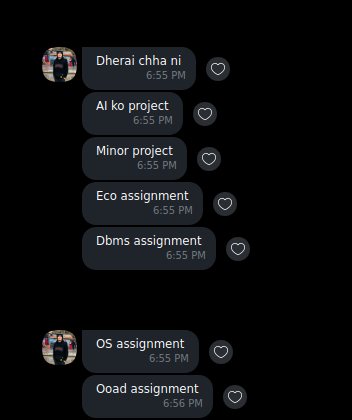 Dherai chha ni
6:55 PM
AI ko project
6:55 PM
Minor project
6:55 PM
Eco assignment
6:55 PM
Dbms assignment
6:55 PM
OS assignment
6:55 PM
Ooad assignment
6:56 PM